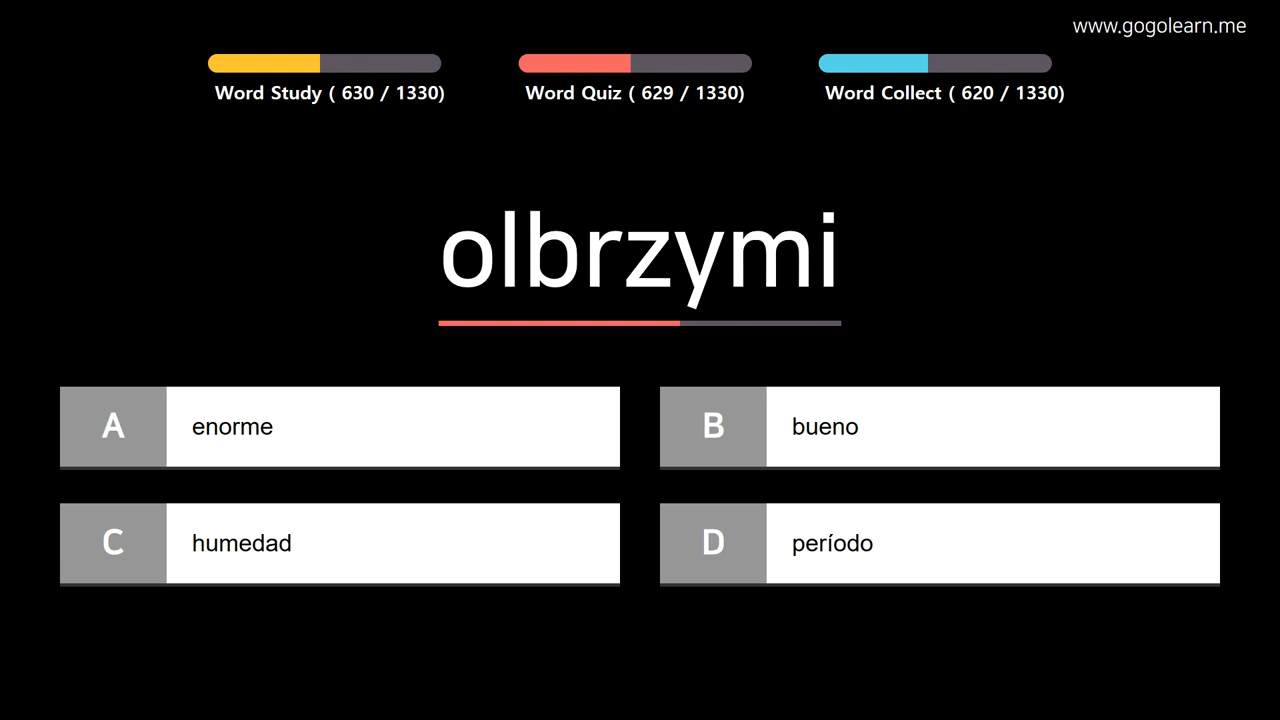 www.gogolearn.me
Word Study ( 630 / 1330)
Word Quiz ( 629 / 1330)
Word Collect ( 620 / 1330)
olbrzymi
A enorme
B bueno
C humedad
D período